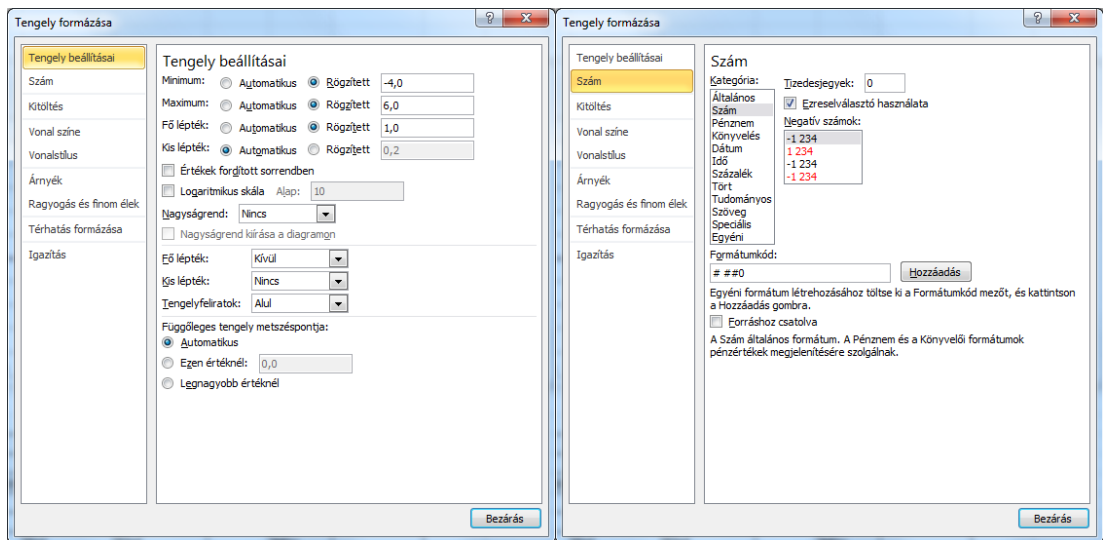 Tengely formázása
Tengely beállításai
Szám
Kitöltés
Vonal színe
Vonalstílus
Árnyék
Ragyogás és finom élek
Térhatás formázása
Igazítás
Tengely beállításai
Minimum: Automatikus Rögzített -4,0
Maximum: Automatikus Rögzített 6,0
Fő lépték: Automatikus Rögzített 1,0
Kis lépték: Automatikus Rögzített 0,2
Értékek fordított sorrendben
Logaritmikus skála Alap: 10
Nagyságrend: Nincs
Nagyságrend kiírása a diagramon
Fő lépték: Kívül
Kis lépték: Nincs
Tengelyfeliratok: Alul
Függőleges tengely metszéspontja:
Automatikus
Ezen értéknél: 0,0
Legnagyobb értéknél
Bezárás
Tengely formázása
Tengely beállításai
Szám
Kitöltés
Vonal színe
Vonalstílus
Árnyék
Ragyogás és finom élek
Térhatás formázása
Igazítás
Szám
Kategória:
Általános
Szám
Pénznem
Könyvelés
Dátum
Idő
Százalék
Tört
Tudományos
Szöveg
Speciális
Egyéni
Tizedesjegyek: 0
Ezreselválasztó használata
Negatív számok:
-1 234
1 234
-1 234
-1 234
Formátumkód:
# ##0 Hozzáadás
Egyéni formátum létrehozásához töltse ki a Formátumkód mezőt, és kattintson
a Hozzáadás gombra.
Forráshoz csatolva
A Szám általános formátum. A Pénznem és a Könyvelői formátumok
pénzértékek megjelenítésére szolgálnak.
Bezárás